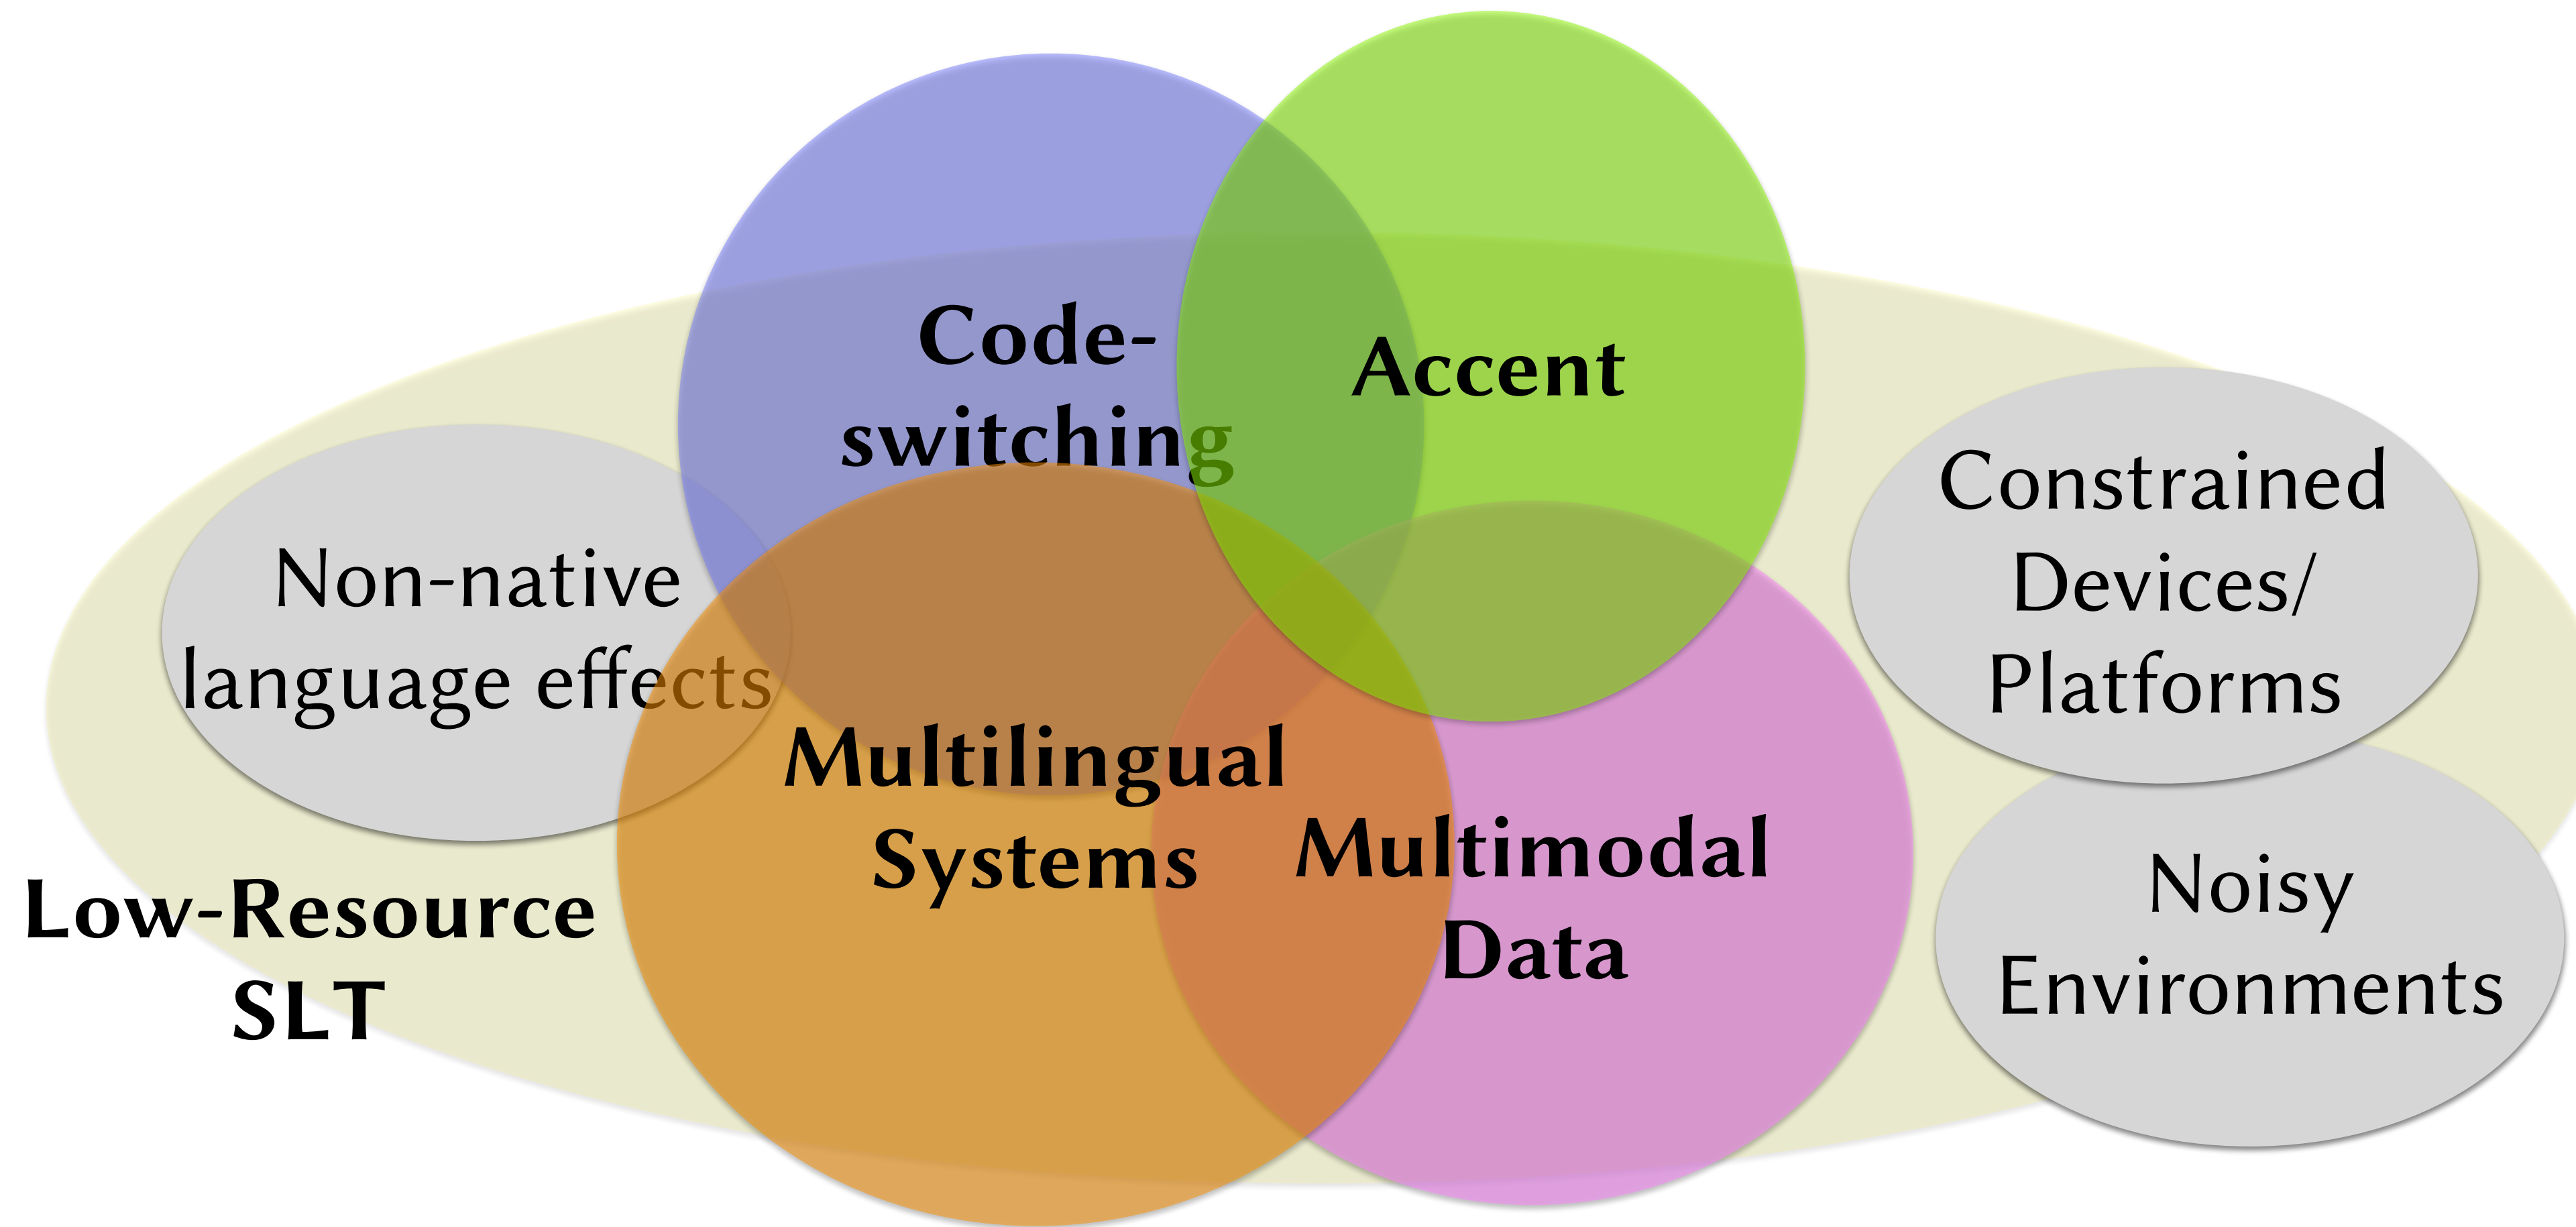 Code-
switching
Accent
Non-native
language effects
Constrained
Devices/
Platforms
Multilingual
Systems
Multimodal
Data
Low-Resource
SLT
Noisy
Environments